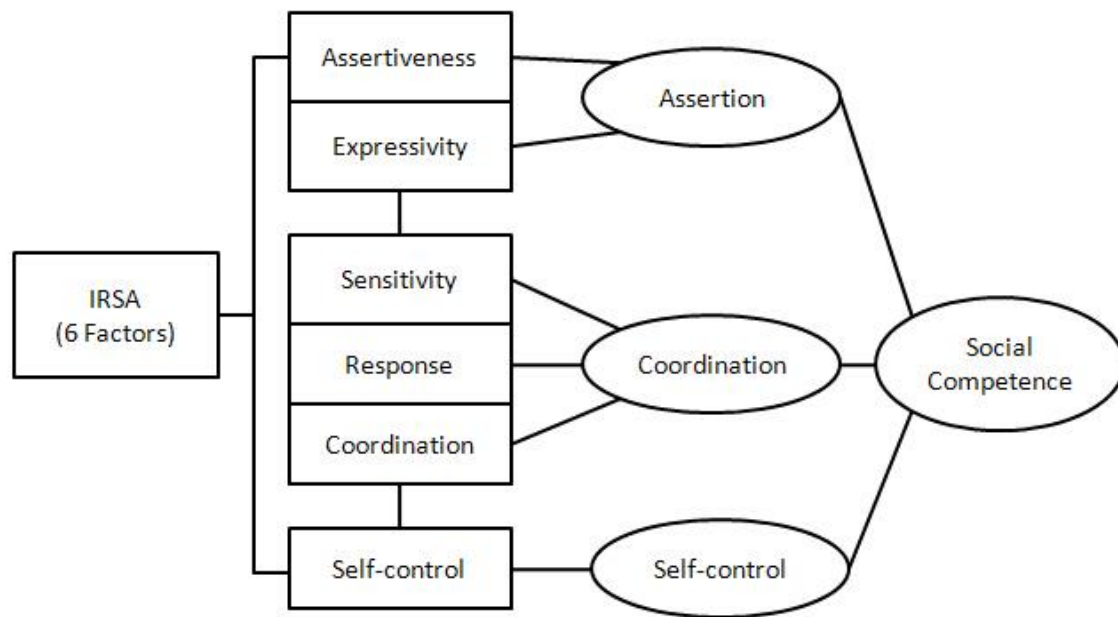 IRSA
(6 Factors)
Assertiveness
Expressivity
Sensitivity
Response
Coordination
Self-control
Assertion
Coordination
Self-control
Social
Competence